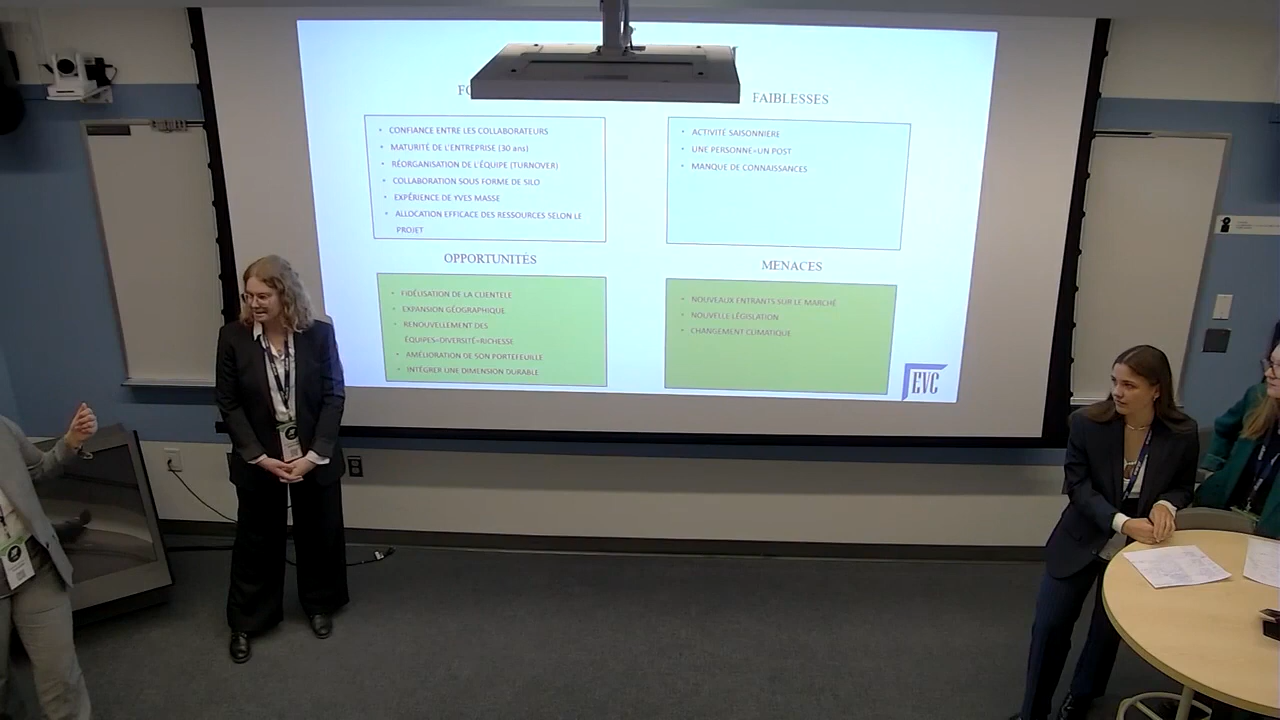 FO
CONFIANCE ENTRE LES COLLABORATEURS
MATURITÉ DE L'ENTREPRISE (30 ans)
RÉORGANISATION DE L'ÉQUIPE (TURNOVER)
COLLABORATION SOUS FORME DE SILO
EXPÉRIENCE DE YVES MASSE
ALLOCATION EFFICACE DES RESSOURCES SELON LE
PROJET
FAIBLESSES
ACTIVITÉ SAISONNIERE
UNE PERSONNE=UN POST
MANQUE DE CONNAISSANCES
OPPORTUNITÉS
FIDÉLISATION DE LA CLIENTELE
EXPANSION GÉOGRAPHIQUE
RENOUVELLEMENT DES
ÉQUIPES=DIVERSITÉ=RICHESSE
AMÉLIORATION DE SON PORTEFEUILLE
INTÉGRER UNE DIMENSION DURABLE
MENACES
NOUVEAUX ENTRANTS SUR LE MARCHÉ
NOUVELLE LÉGISLATION
CHANGEMENT CLIMATIQUE
EVC